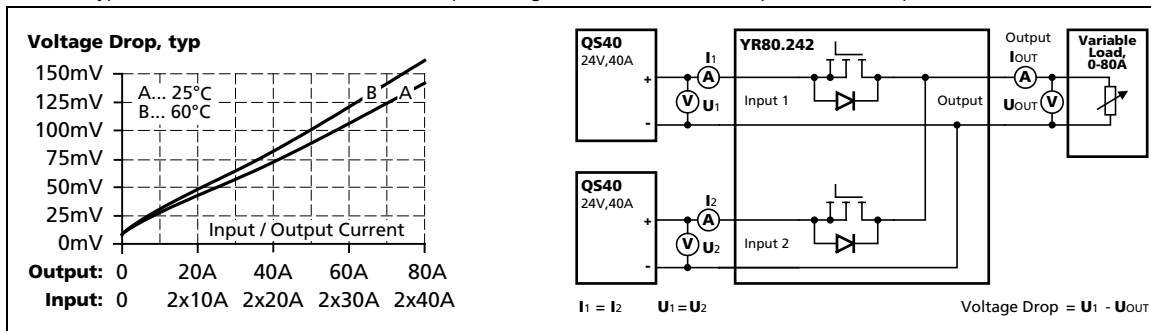 Voltage Drop, typ
150mV
125mV
100mV
75mV
50mV
25mV
0mV
A... 25°C
B... 60°C
B
A
Input / Output Current
Output: 0 20A 40A 60A 80A
Input: 0 2x10A 2x20A 2x30A 2x40A
QS40
24V,40A
+
-
I1
A
V
U1
YR80.242
Input 1
Output
Output
IOUT
A
UOUT
V
Variable
Load,
0-80A
QS40
24V,40A
+
-
I2
A
V
U2
Input 2
I1 = I2 U1=U2
Voltage Drop = U1 - UOUT